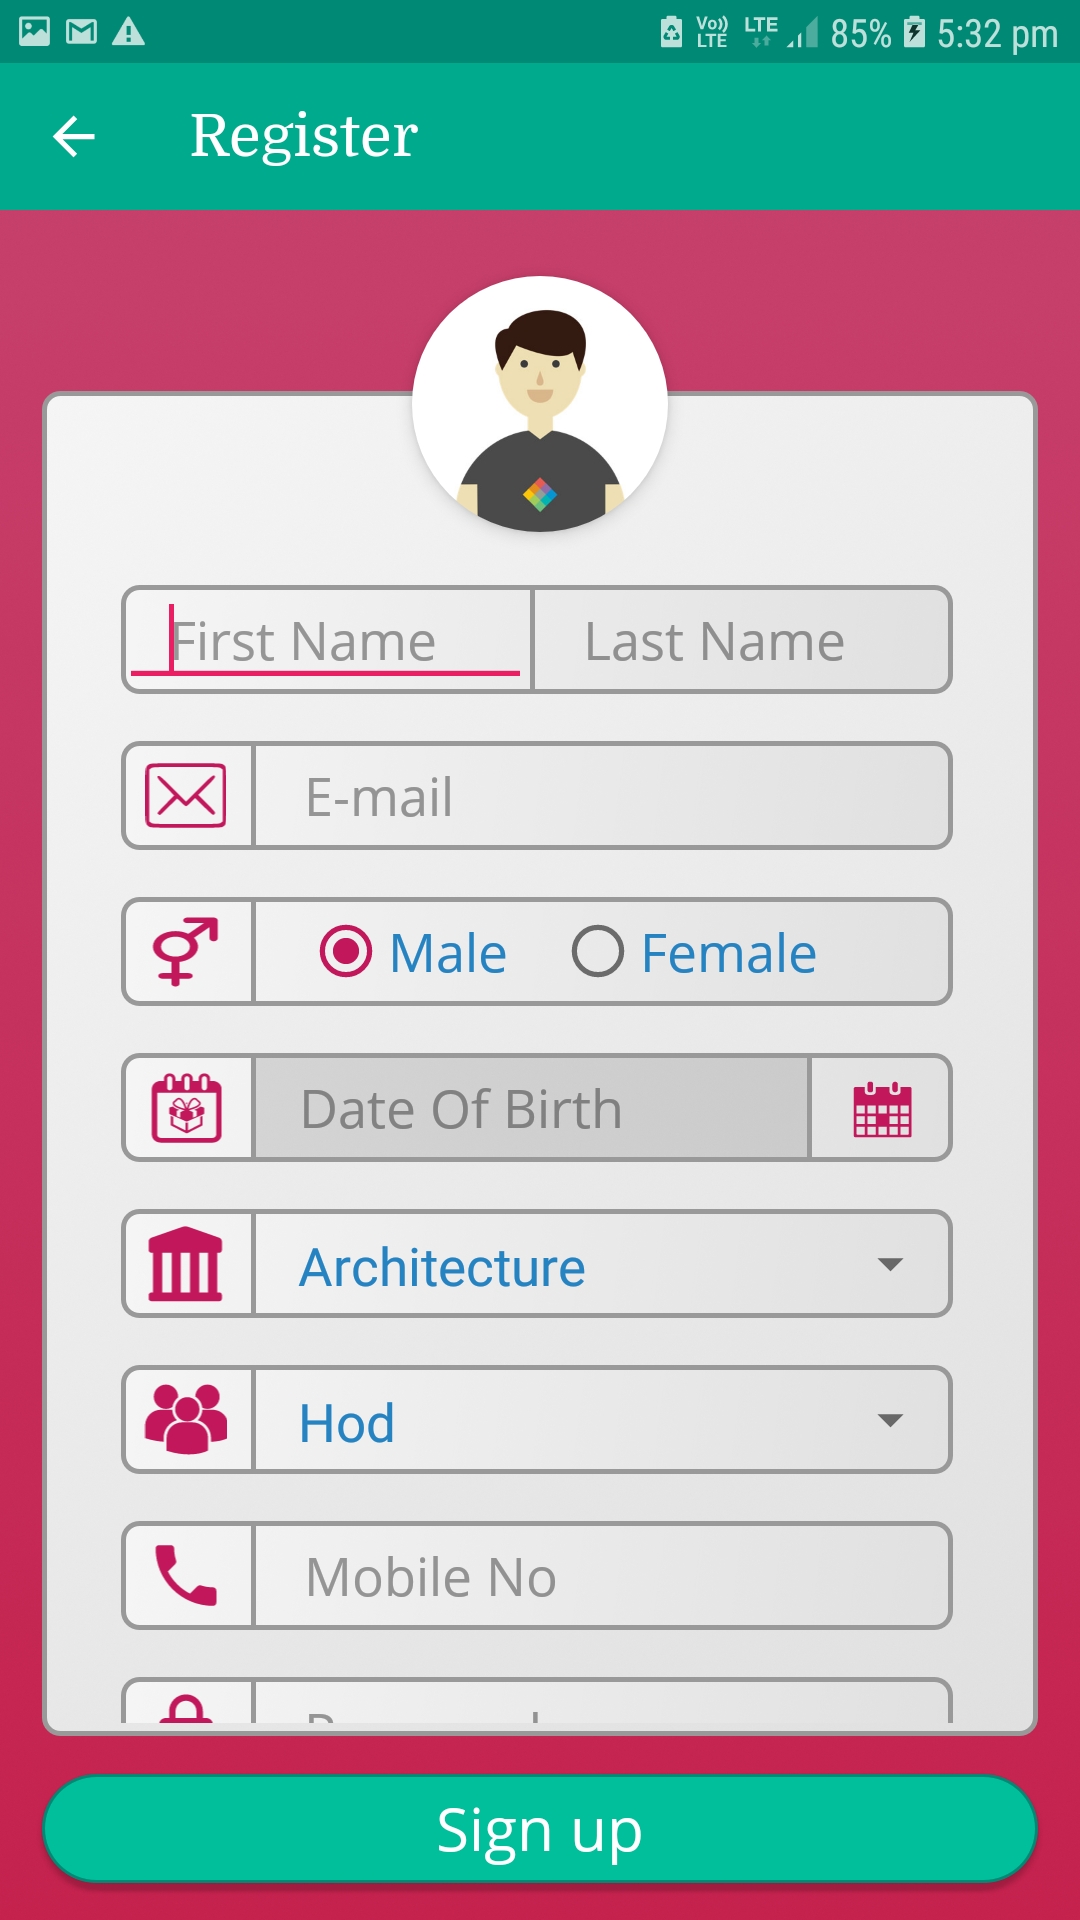 Vo)) LTE LTE 85% 5:32 pm
Register
First Name Last Name
E-mail
Male Female
Date Of Birth
Architecture
Hod
Mobile No
Sign up